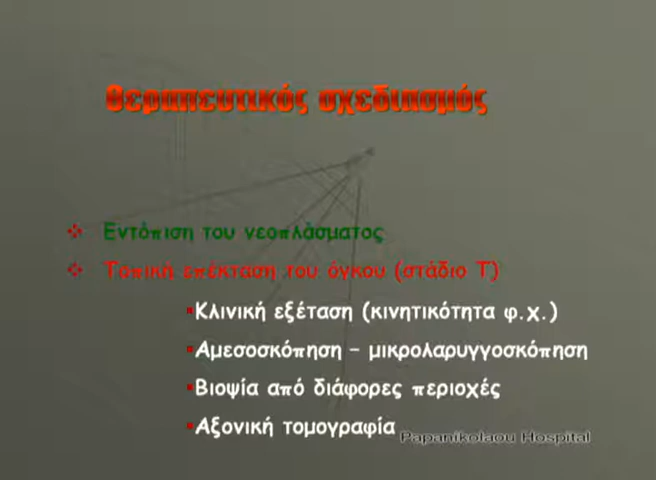 Θεραπευτικός σχεδιασμός
Εντόπιση του νεοπλάσματος
Τοπική επέκταση του όγκου (στάδιο Τ)
Κλινική εξέταση (κινητικότητα φ.χ.)
Αμεσοσκόπηση – μικρολαρυγγοσκόπηση
Βιοψία από διάφορες περιοχές
Αξονική τομογραφία
Papanikolaou Hospital